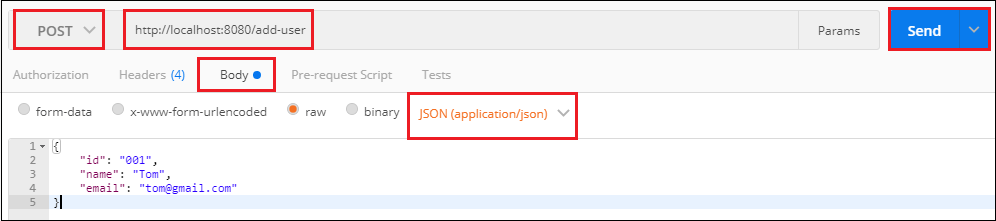 POST http://localhost:8080/add-user Params Send
Authorization Headers (4) Body Pre-request Script Tests
form-data x-www-form-urlencoded raw binary JSON (application/json)
1 {
2 "id": "001",
3 "name": "Tom",
4 "email": "tom@gmail.com"
5 }